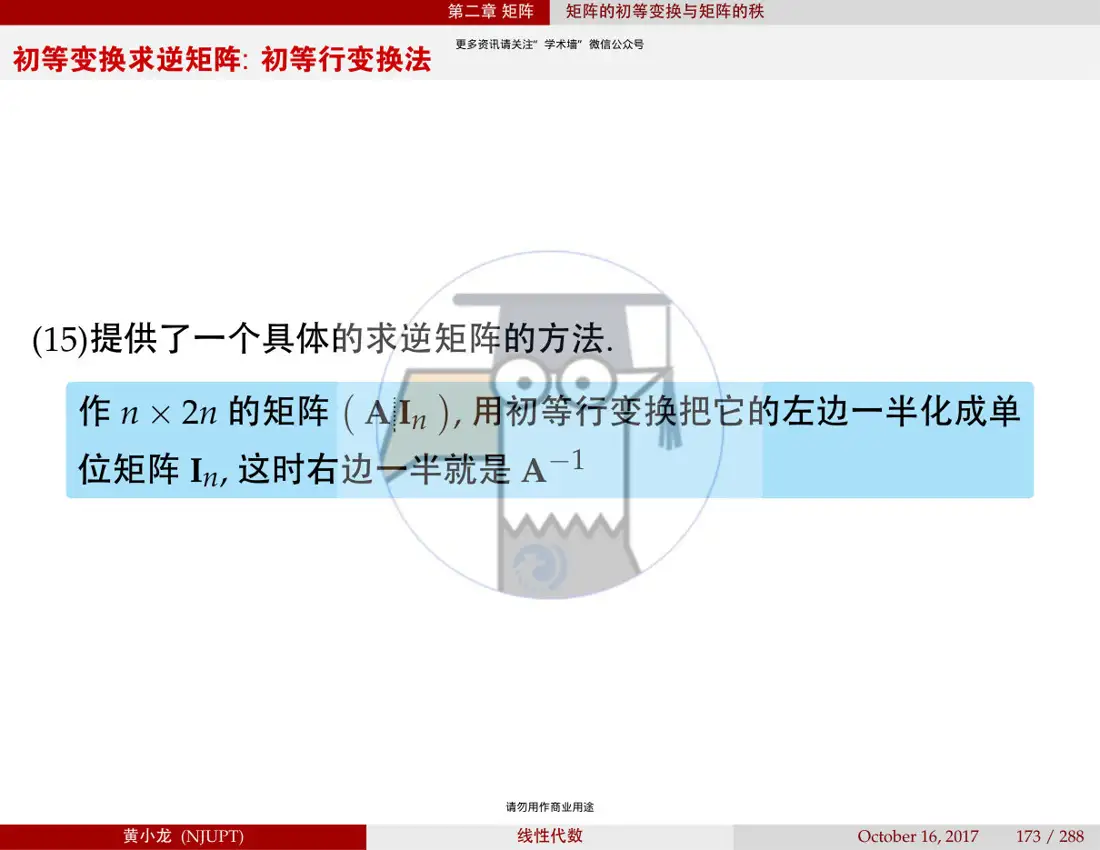 第二章 矩阵 矩阵的初等变换与矩阵的秩
更多资讯请关注“学术墙”微信公众号
初等变换求逆矩阵: 初等行变换法
(15)提供了一个具体的求逆矩阵的方法.
作 n × 2n 的矩阵 ( A⋮Iₙ ), 用初等行变换把它的左边一半化成单
位矩阵 Iₙ, 这时右边一半就是 A⁻¹
请勿用作商业用途
黄小龙 (NJUPT) 线性代数 October 16, 2017 173 / 288